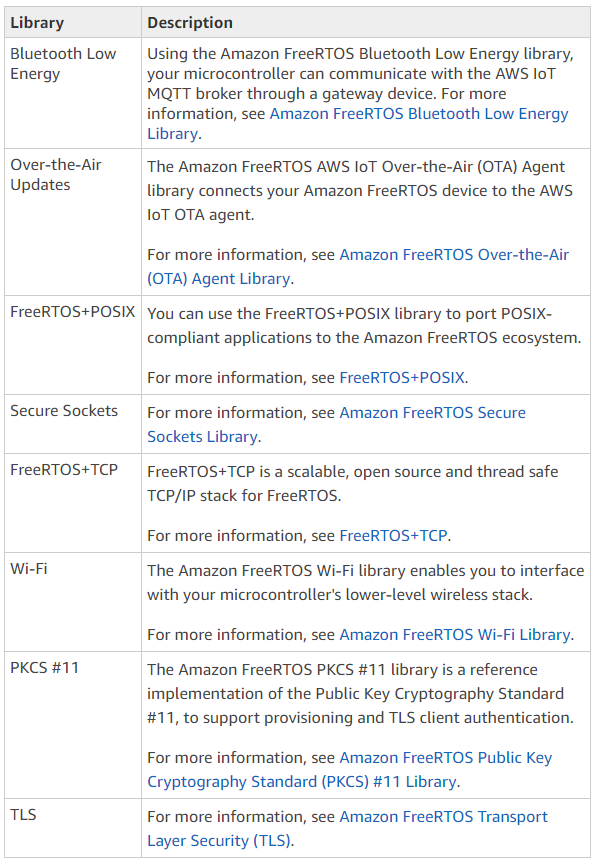 Library Description
Bluetooth Low
Energy
Using the Amazon FreeRTOS Bluetooth Low Energy library,
your microcontroller can communicate with the AWS IoT
MQTT broker through a gateway device. For more
information, see Amazon FreeRTOS Bluetooth Low Energy
Library.
Over-the-Air
Updates
The Amazon FreeRTOS AWS IoT Over-the-Air (OTA) Agent
library connects your Amazon FreeRTOS device to the AWS
IoT OTA agent.
For more information, see Amazon FreeRTOS Over-the-Air
(OTA) Agent Library.
FreeRTOS+POSIX
You can use the FreeRTOS+POSIX library to port POSIX-
compliant applications to the Amazon FreeRTOS ecosystem.
For more information, see FreeRTOS+POSIX.
Secure Sockets
For more information, see Amazon FreeRTOS Secure
Sockets Library.
FreeRTOS+TCP
FreeRTOS+TCP is a scalable, open source and thread safe
TCP/IP stack for FreeRTOS.
For more information, see FreeRTOS+TCP.
Wi-Fi
The Amazon FreeRTOS Wi-Fi library enables you to interface
with your microcontroller's lower-level wireless stack.
For more information, see Amazon FreeRTOS Wi-Fi Library.
PKCS #11
The Amazon FreeRTOS PKCS #11 library is a reference
implementation of the Public Key Cryptography Standard
#11, to support provisioning and TLS client authentication.
For more information, see Amazon FreeRTOS Public Key
Cryptography Standard (PKCS) #11 Library.
TLS
For more information, see Amazon FreeRTOS Transport
Layer Security (TLS).